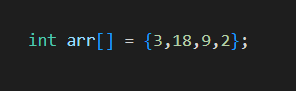 int arr[] = {3,18,9,2};